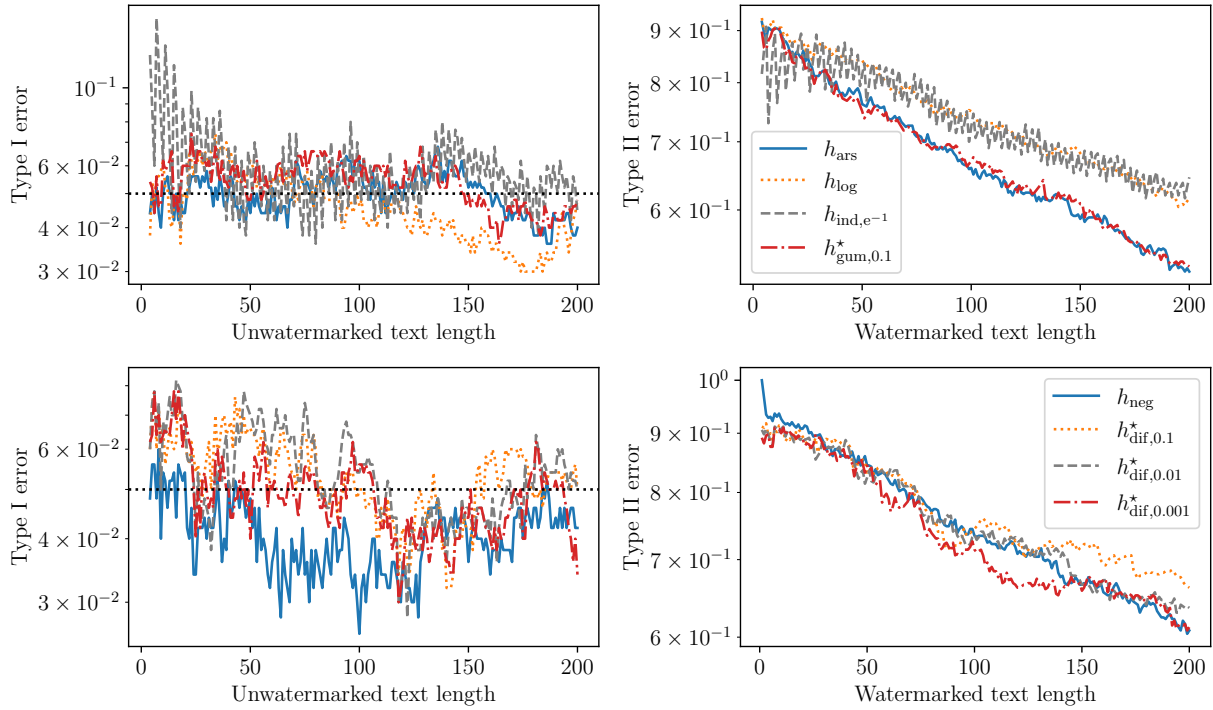 Type I error
10⁻¹
6 × 10⁻²
4 × 10⁻²
3 × 10⁻²
0 50 100 150 200
Unwatermarked text length
Type II error
9 × 10⁻¹
8 × 10⁻¹
7 × 10⁻¹
6 × 10⁻¹
h_ars
h_log
h_ind,e⁻¹
h*_gum,0.1
0 50 100 150 200
Watermarked text length
Type I error
6 × 10⁻²
4 × 10⁻²
3 × 10⁻²
0 50 100 150 200
Unwatermarked text length
Type II error
10⁰
9 × 10⁻¹
8 × 10⁻¹
7 × 10⁻¹
6 × 10⁻¹
h_neg
h*_dif,0.1
h*_dif,0.01
h*_dif,0.001
0 50 100 150 200
Watermarked text length